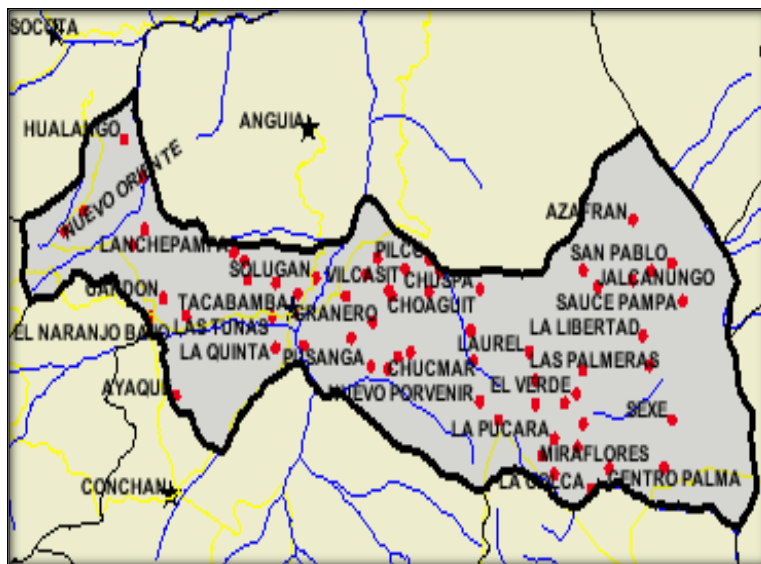 SOCOTA
ANGUIA
HUALANGO
NUEVO ORIENTE
AZAFRAN
LANCHEPAMPA
PILCO
SAN PABLO
SOLUGAN
VILCASIT
CHUSPA
JALCANUNGO
CARDON
TACABAMBA
GRANERO
CHOAGUIT
SAUCE PAMPA
EL NARANJO BAJO
LAS TUNAS
LAUREL
LA LIBERTAD
LA QUINTA
PUSANGA
CHUCMAR
LAS PALMERAS
AYAQUE
NUEVO PORVENIR
EL VERDE
SEXE
LA PUCARA
MIRAFLORES
CONCHAN
LA COLCA
CENTRO PALMA